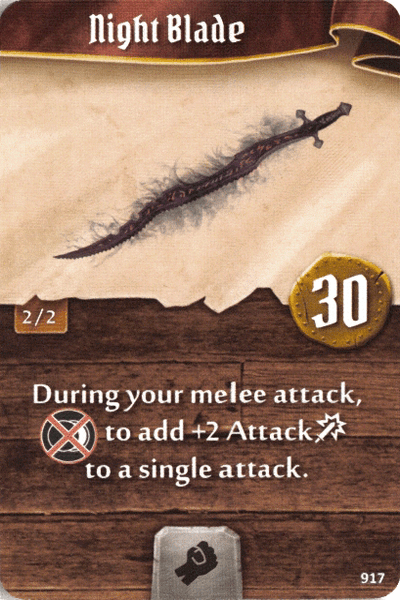 Night Blade
2/2
30
During your melee attack,
to add +2 Attack
to a single attack.
917